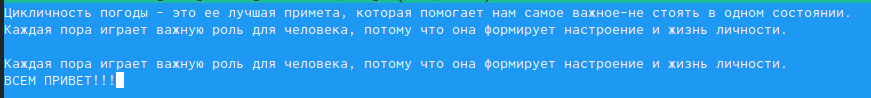 Цикличность погоды - это ее лучшая примета, которая помогает нам самое важное-не стоять в одном состоянии.
Каждая пора играет важную роль для человека, потому что она формирует настроение и жизнь личности.
Каждая пора играет важную роль для человека, потому что она формирует настроение и жизнь личности.
ВСЕМ ПРИВЕТ!!!